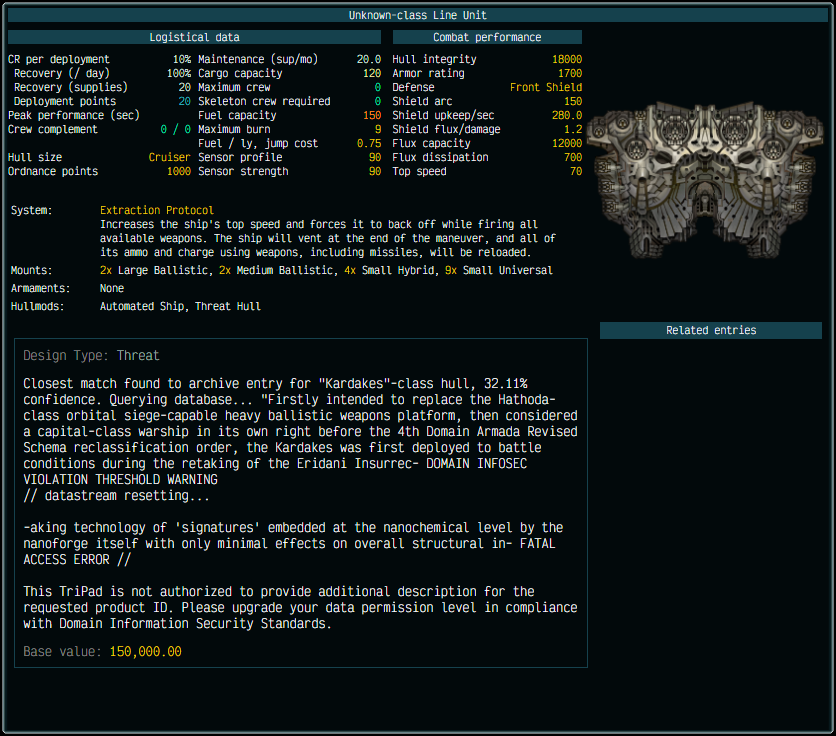 Unknown-class Line Unit
Logistical data
Combat performance
CR per deployment 10% Maintenance (sup/mo) 20.0 Hull integrity 18000
Recovery (/ day) 100% Cargo capacity 120 Armor rating 1700
Recovery (supplies) 20 Maximum crew 0 Defense Front Shield
Deployment points 20 Skeleton crew required 0 Shield arc 150
Peak performance (sec) Fuel capacity 150 Shield upkeep/sec 280.0
Crew complement 0 / 0 Maximum burn 9 Shield flux/damage 1.2
Fuel / ly, jump cost 0.75 Flux capacity 12000
Hull size Cruiser Sensor profile 90 Flux dissipation 700
Ordnance points 1000 Sensor strength 90 Top speed 70
System: Extraction Protocol
Increases the ship's top speed and forces it to back off while firing all
available weapons. The ship will vent at the end of the maneuver, and all of
its ammo and charge using weapons, including missiles, will be reloaded.
Mounts: 2x Large Ballistic, 2x Medium Ballistic, 4x Small Hybrid, 9x Small Universal
Armaments: None
Hullmods: Automated Ship, Threat Hull
Related entries
Design Type: Threat
Closest match found to archive entry for "Kardakes"-class hull, 32.11%
confidence. Querying database... "Firstly intended to replace the Hathoda-
class orbital siege-capable heavy ballistic weapons platform, then considered
a capital-class warship in its own right before the 4th Domain Armada Revised
Schema reclassification order, the Kardakes was first deployed to battle
conditions during the retaking of the Eridani Insurrec- DOMAIN INFOSEC
VIOLATION THRESHOLD WARNING
// datastream resetting...
-aking technology of 'signatures' embedded at the nanochemical level by the
nanoforge itself with only minimal effects on overall structural in- FATAL
ACCESS ERROR //
This TriPad is not authorized to provide additional description for the
requested product ID. Please upgrade your data permission level in compliance
with Domain Information Security Standards.
Base value: 150,000.00